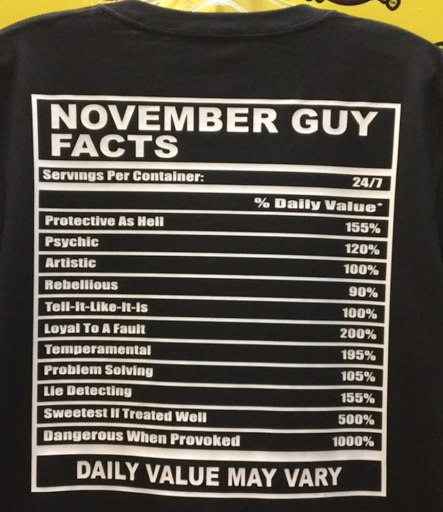 NOVEMBER GUY
FACTS
Servings Per Container: 24/7
% Daily Value*
Protective As Hell 155%
Psychic 120%
Artistic 100%
Rebellious 90%
Tell-It-Like-It-Is 100%
Loyal To A Fault 200%
Temperamental 195%
Problem Solving 105%
Lie Detecting 155%
Sweetest If Treated Well 500%
Dangerous When Provoked 1000%
DAILY VALUE MAY VARY